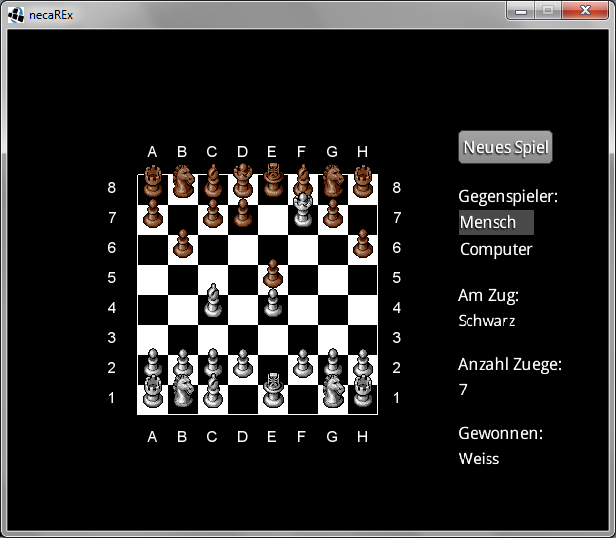 necaREx
Neues Spiel
A B C D E F G H
8 8
Gegenspieler:
7 7
Mensch
6 6
Computer
5 5
Am Zug:
4 4
Schwarz
3 3
Anzahl Zuege:
2 2
7
1 1
A B C D E F G H
Gewonnen:
Weiss